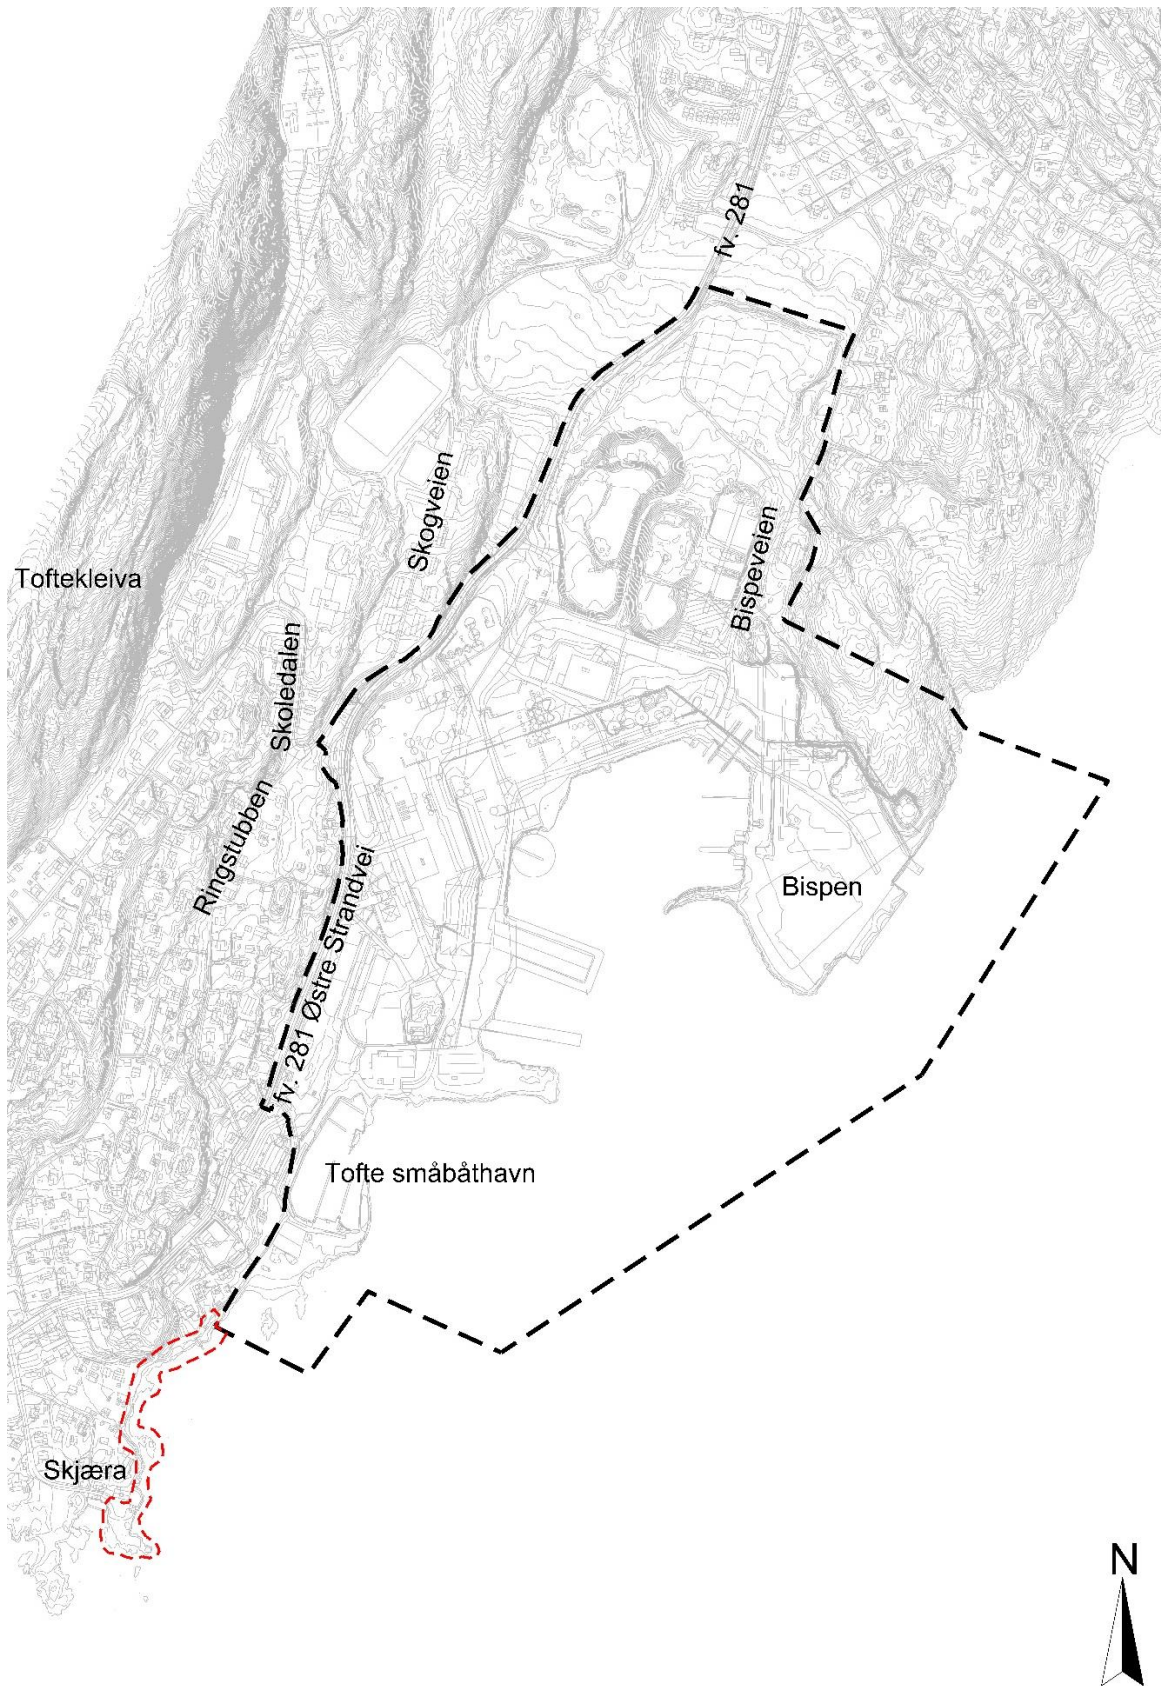 fv. 281
Skogveien
Toftekleiva
Bispeveien
Skoledalen
Ringstubben
Bispen
fv. 281 Østre Strandvei
Tofte småbåthavn
Skjæra
N